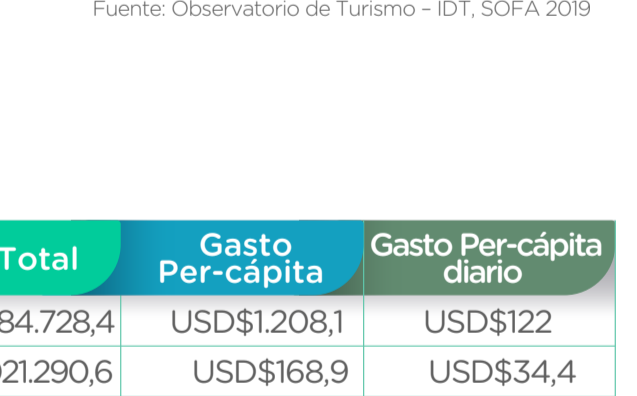 Fuente: Observatorio de Turismo – IDT, SOFA 2019
Total Gasto Per-cápita Gasto Per-cápita diario
84.728,4 USD$1.208,1 USD$122
21.290,6 USD$168,9 USD$34,4